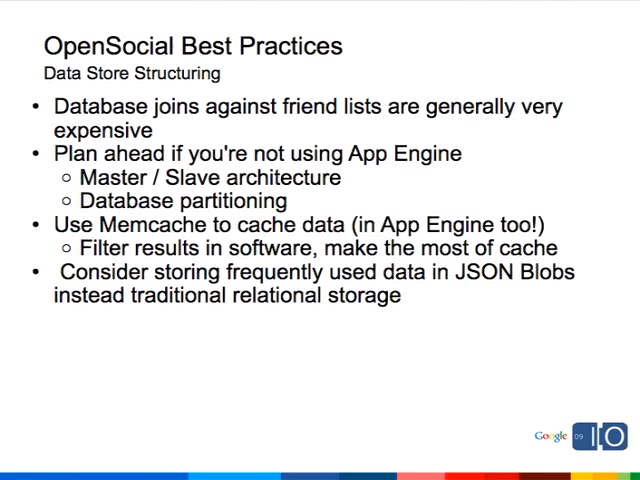 OpenSocial Best Practices
Data Store Structuring
• Database joins against friend lists are generally very
expensive
• Plan ahead if you're not using App Engine
○ Master / Slave architecture
○ Database partitioning
• Use Memcache to cache data (in App Engine too!)
○ Filter results in software, make the most of cache
• Consider storing frequently used data in JSON Blobs
instead traditional relational storage
Google 09 I/O